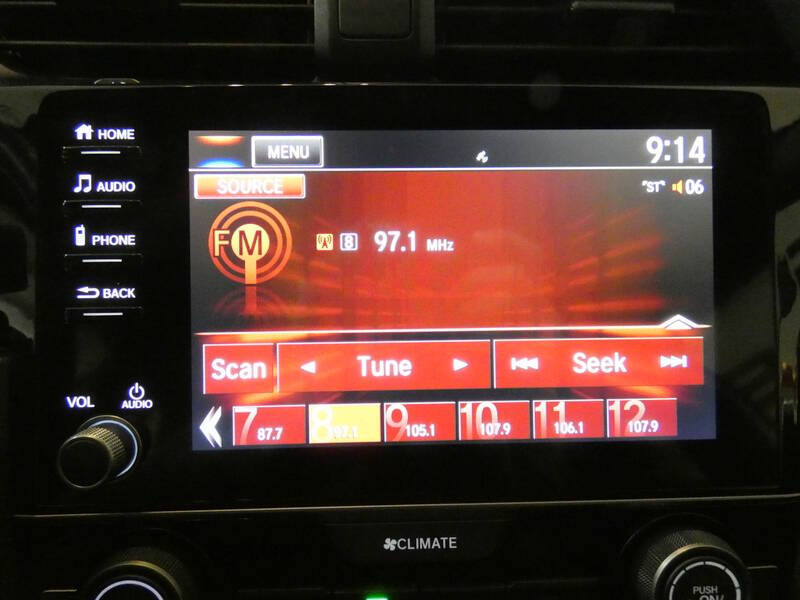 HOME
AUDIO
PHONE
BACK
VOL
AUDIO
MENU
9:14
SOURCE
"ST" 06
FM
8 97.1 MHz
Scan
Tune
Seek
7 87.7
8 97.1
9 105.1
10 107.9
11 106.1
12 107.9
CLIMATE
PUSH
ON/